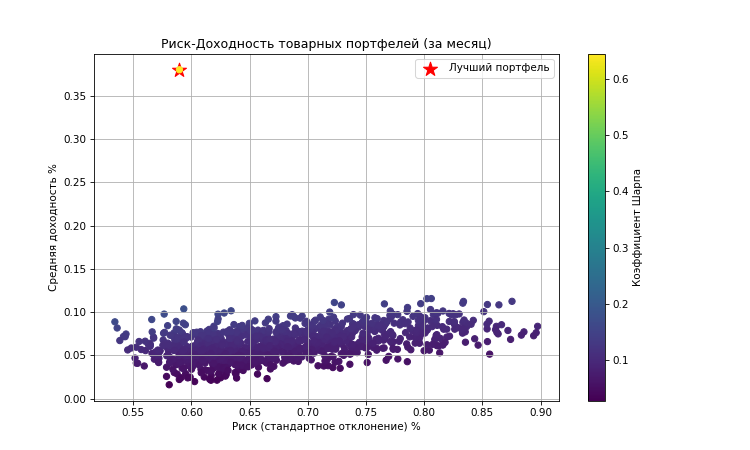 Риск-Доходность товарных портфелей (за месяц)
Лучший портфель
Средняя доходность %
0.35
0.30
0.25
0.20
0.15
0.10
0.05
0.00
0.55 0.60 0.65 0.70 0.75 0.80 0.85 0.90
Риск (стандартное отклонение) %
0.6
0.5
0.4
0.3
0.2
0.1
Коэффициент Шарпа